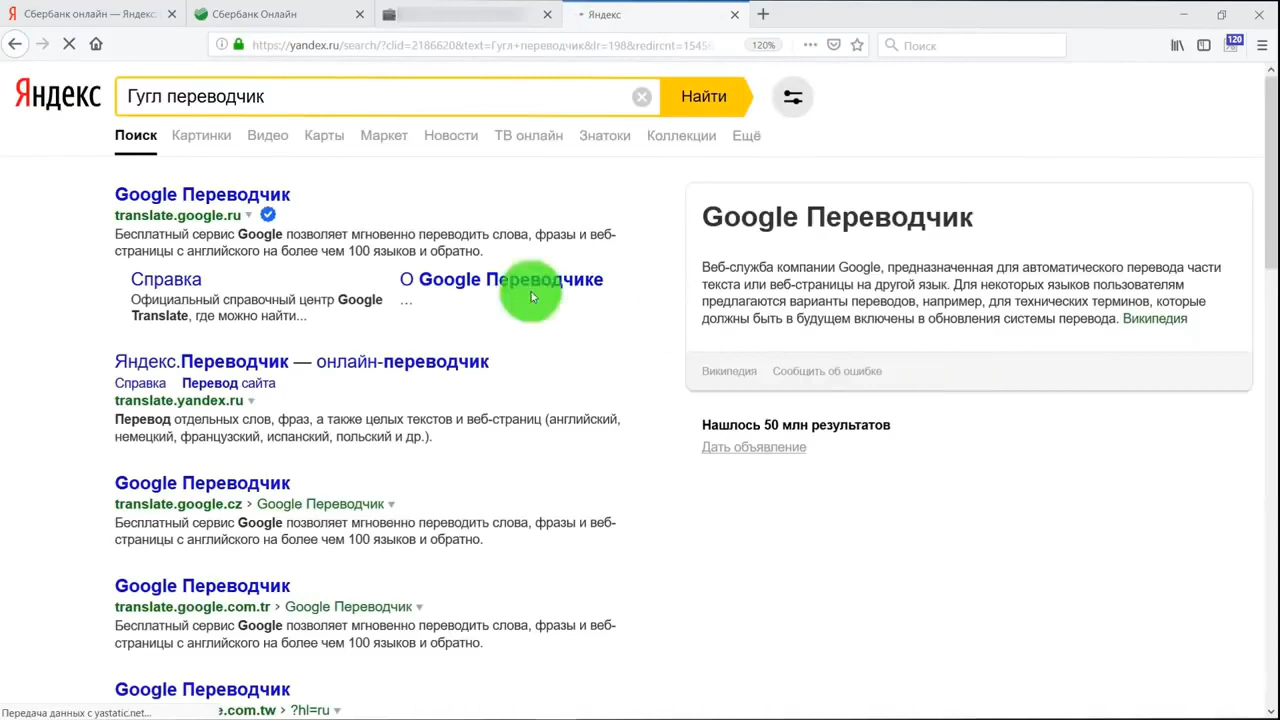 Сбербанк онлайн — Яндекс:
Сбербанк Онлайн
Яндекс
https://yandex.ru/search/?clid=2186620&text=Гугл+переводчик&lr=198&redircnt=1545
120%
Поиск
120
Яндекс
Гугл переводчик
Найти
Поиск Картинки Видео Карты Маркет Новости ТВ онлайн Знатоки Коллекции Ещё
Google Переводчик
translate.google.ru
Бесплатный сервис Google позволяет мгновенно переводить слова, фразы и веб-
страницы с английского на более чем 100 языков и обратно.
Справка
Официальный справочный центр Google
Translate, где можно найти...
О Google Переводчике
...
Яндекс.Переводчик — онлайн-переводчик
Справка Перевод сайта
translate.yandex.ru
Перевод отдельных слов, фраз, а также целых текстов и веб-страниц (английский,
немецкий, французский, испанский, польский и др.).
Google Переводчик
translate.google.cz › Google Переводчик
Бесплатный сервис Google позволяет мгновенно переводить слова, фразы и веб-
страницы с английского на более чем 100 языков и обратно.
Google Переводчик
translate.google.com.tr › Google Переводчик
Бесплатный сервис Google позволяет мгновенно переводить слова, фразы и веб-
страницы с английского на более чем 100 языков и обратно.
Google Переводчик
e.com.tw › ?hl=ru
Google Переводчик
Веб-служба компании Google, предназначенная для автоматического перевода части
текста или веб-страницы на другой язык. Для некоторых языков пользователям
предлагаются варианты переводов, например, для технических терминов, которые
должны быть в будущем включены в обновления системы перевода. Википедия
Википедия Сообщить об ошибке
Нашлось 50 млн результатов
Дать объявление
Передача данных с yastatic.net...